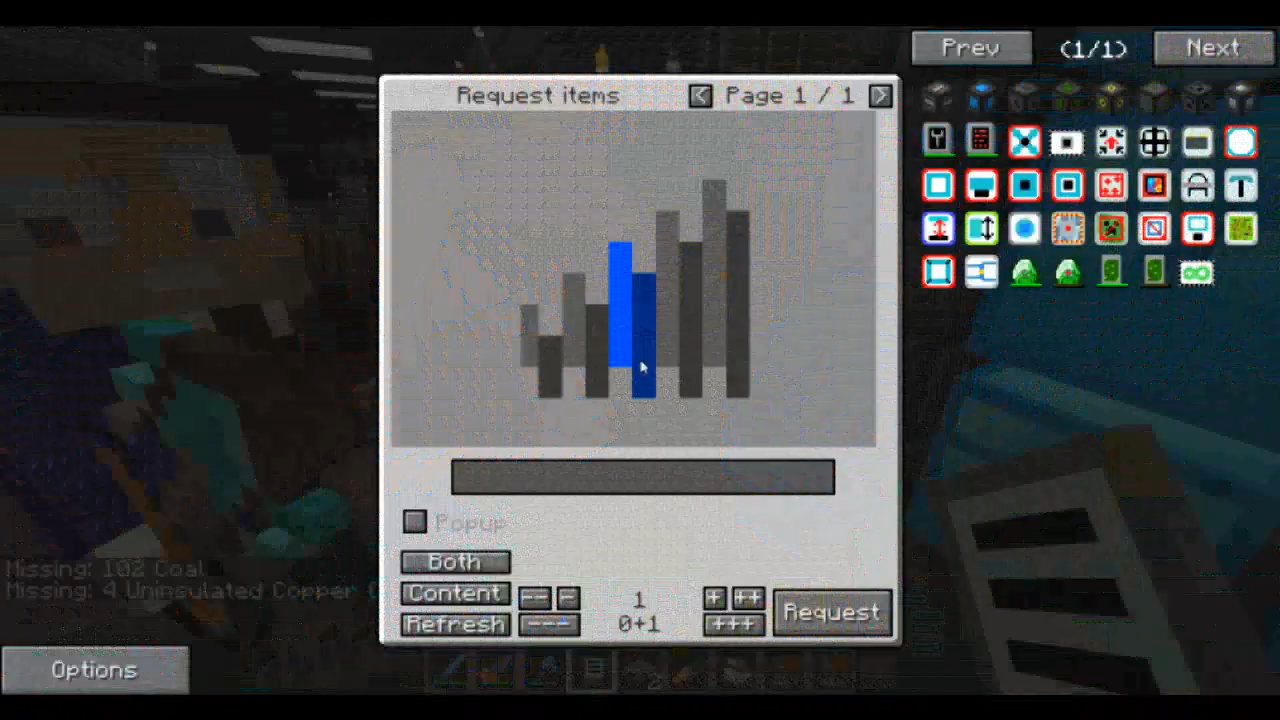 Prev (1/1) Next
Request items < Page 1 / 1 >
Popup
Missing: 102 Coal
Missing: 4 Uninsulated Copper
Both
Content -- - 1 + ++
Request
Refresh --- 0+1 +++
Options
2